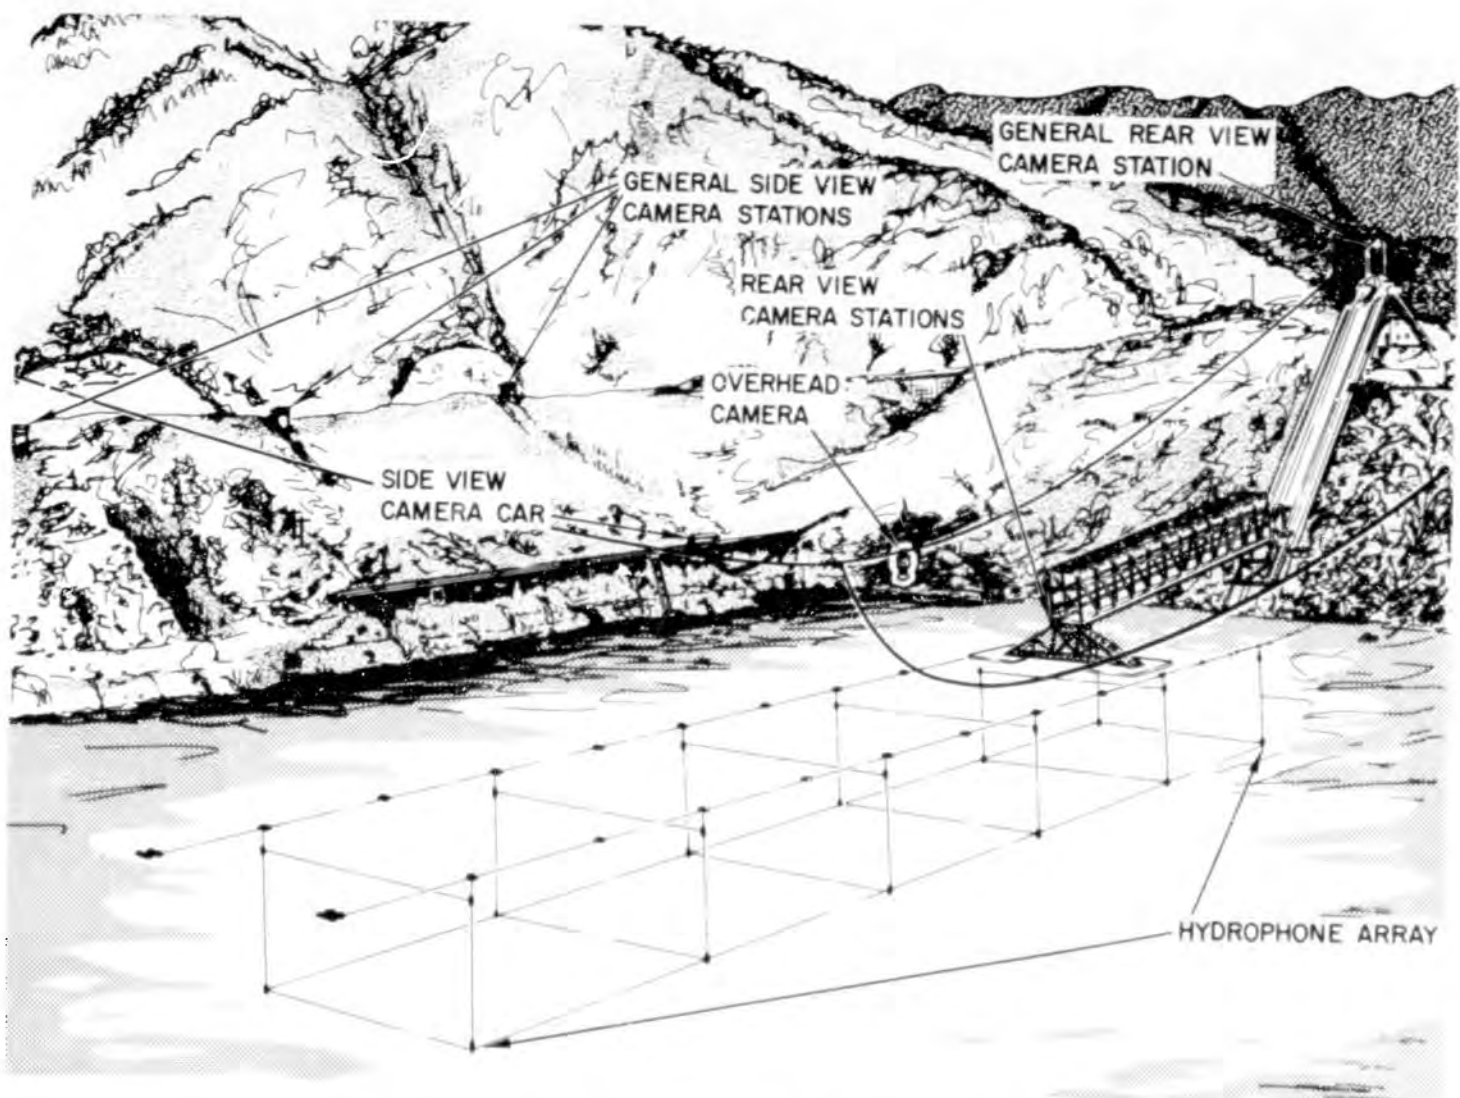 GENERAL REAR VIEW
CAMERA STATION
GENERAL SIDE VIEW
CAMERA STATIONS
REAR VIEW
CAMERA STATIONS
OVERHEAD
CAMERA
SIDE VIEW
CAMERA CAR
HYDROPHONE ARRAY